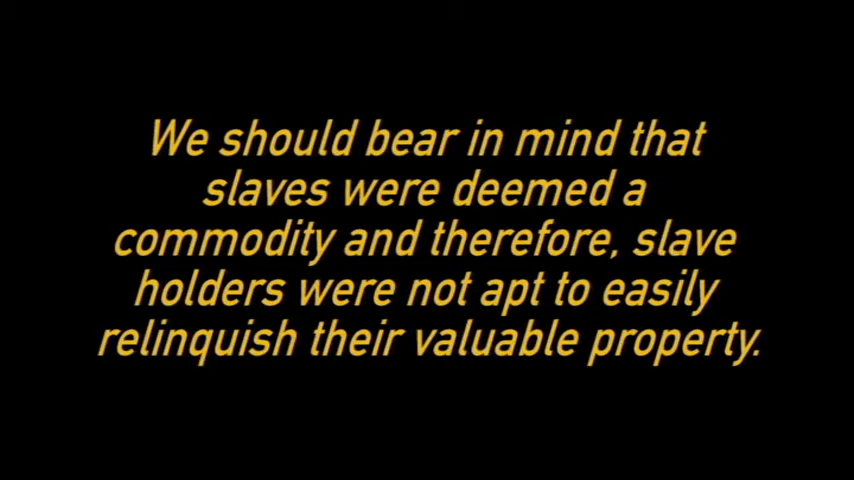 We should bear in mind that
slaves were deemed a
commodity and therefore, slave
holders were not apt to easily
relinquish their valuable property.